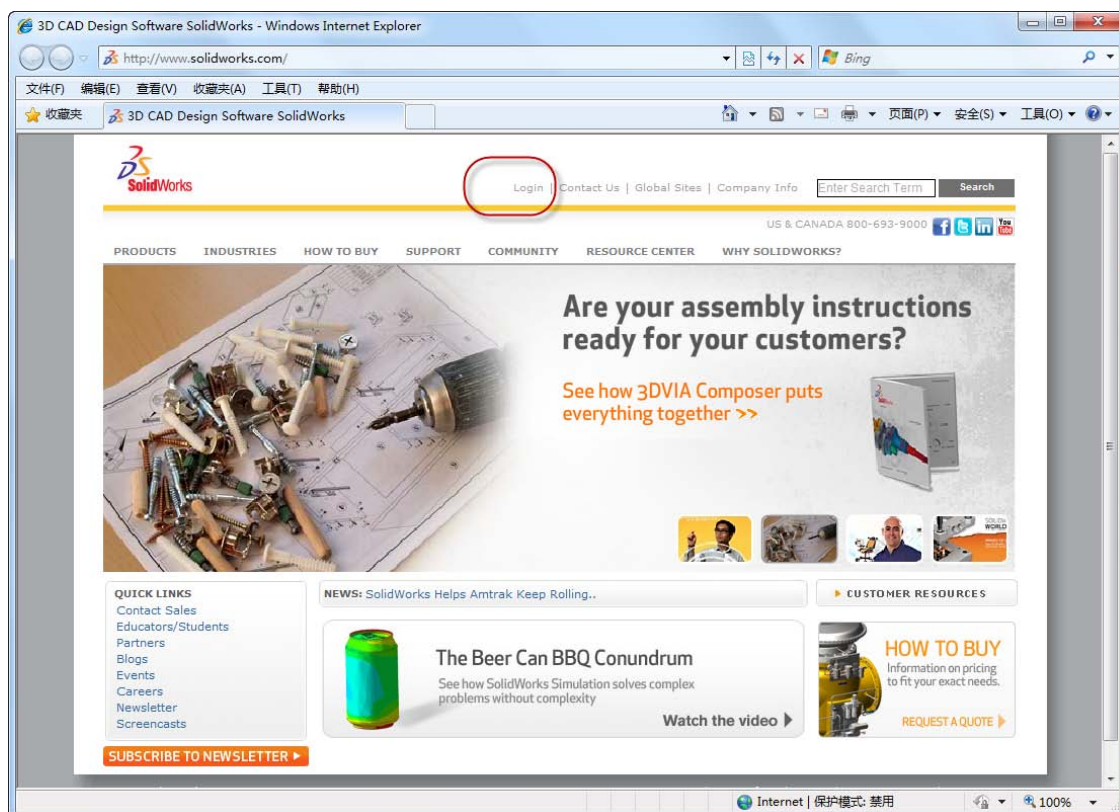 3D CAD Design Software SolidWorks - Windows Internet Explorer
http://www.solidworks.com/
Bing
文件(F) 编辑(E) 查看(V) 收藏夹(A) 工具(T) 帮助(H)
收藏夹 3D CAD Design Software SolidWorks 页面(P) 安全(S) 工具(O)
SolidWorks
Login | Contact Us | Global Sites | Company Info Enter Search Term Search
US & CANADA 800-693-9000
You Tube
PRODUCTS INDUSTRIES HOW TO BUY SUPPORT COMMUNITY RESOURCE CENTER WHY SOLIDWORKS?
Are your assembly instructions
ready for your customers?
See how 3DVIA Composer puts
everything together >>
QUICK LINKS
Contact Sales
Educators/Students
Partners
Blogs
Events
Careers
Newsletter
Screencasts
SUBSCRIBE TO NEWSLETTER
NEWS: SolidWorks Helps Amtrak Keep Rolling..
CUSTOMER RESOURCES
The Beer Can BBQ Conundrum
See how SolidWorks Simulation solves complex
problems without complexity
Watch the video
HOW TO BUY
Information on pricing
to fit your exact needs.
REQUEST A QUOTE
Internet | 保护模式: 禁用 100%